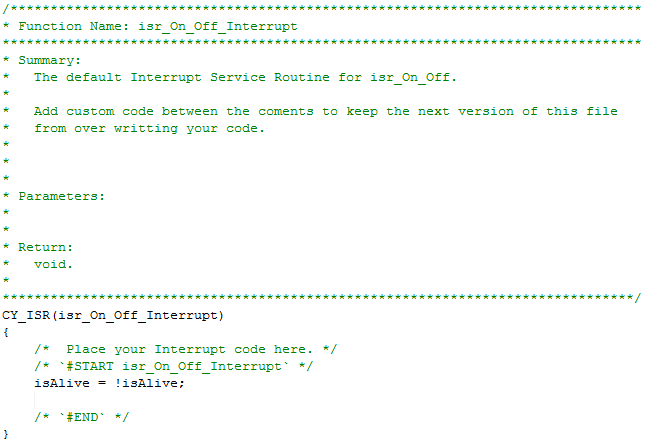 /*******************************************************************************
* Function Name: isr_On_Off_Interrupt
********************************************************************************
* Summary:
*   The default Interrupt Service Routine for isr_On_Off.
*
*   Add custom code between the coments to keep the next version of this file
*   from over writting your code.
*
*
*
* Parameters:
*
*
* Return:
*   void.
*
*******************************************************************************/
CY_ISR(isr_On_Off_Interrupt)
{
    /*  Place your Interrupt code here. */
    /* `#START isr_On_Off_Interrupt` */
    isAlive = !isAlive;

    /* `#END` */
}